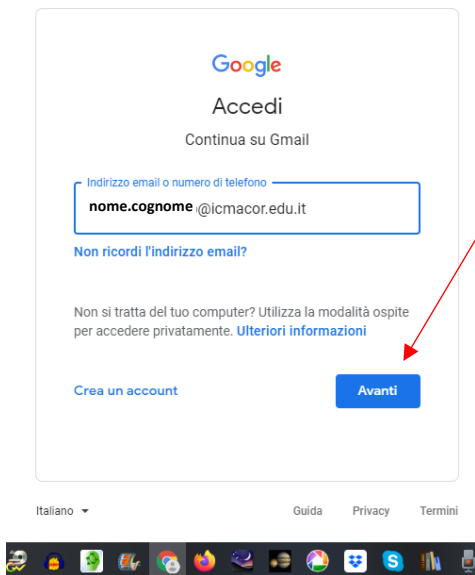 Google
Accedi
Continua su Gmail
Indirizzo email o numero di telefono
nome.cognome @icmacor.edu.it
Non ricordi l'indirizzo email?
Non si tratta del tuo computer? Utilizza la modalità ospite
per accedere privatamente. Ulteriori informazioni
Crea un account
Avanti
Italiano
Guida
Privacy
Termini